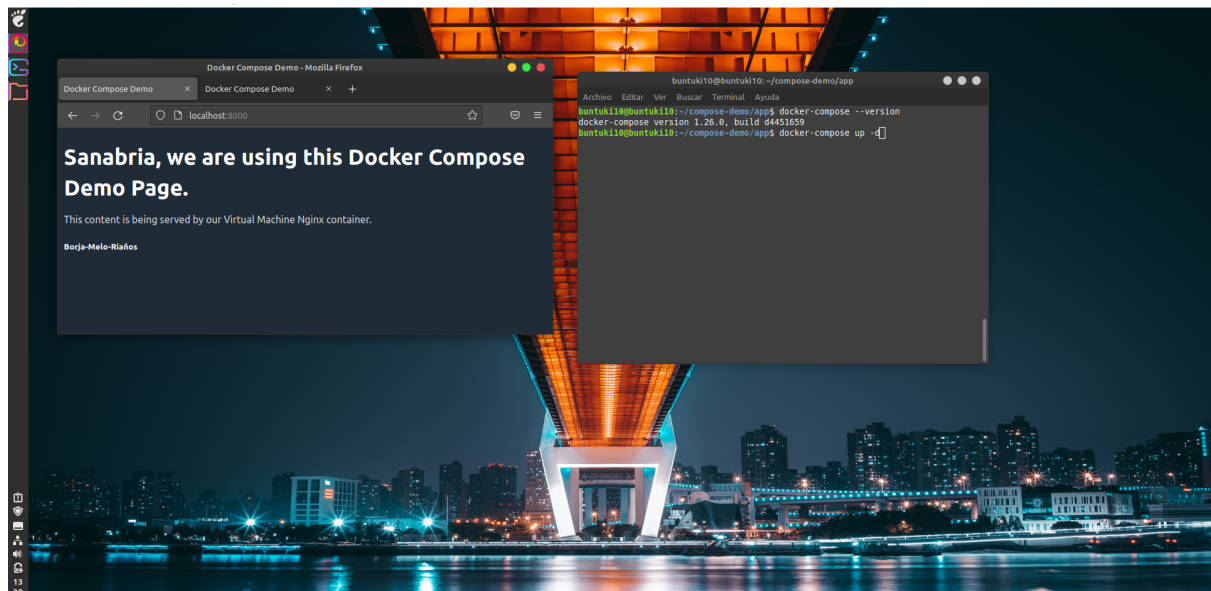 Docker Compose Demo - Mozilla Firefox
Docker Compose Demo × Docker Compose Demo × +
localhost:8000
Sanabria, we are using this Docker Compose
Demo Page.
This content is being served by our Virtual Machine Nginx container.
Borja-Melo-Riaños
buntuki10@buntuki10: ~/compose-demo/app
Archivo Editar Ver Buscar Terminal Ayuda
buntuki10@buntuki10:~/compose-demo/app$ docker-compose --version
docker-compose version 1.26.0, build d4451659
buntuki10@buntuki10:~/compose-demo/app$ docker-compose up -d
13